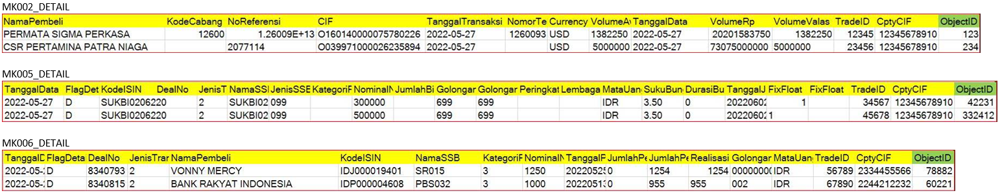 MK002_DETAIL
NamaPembeli KodeCabang NoReferensi CIF TanggalTransaksi NomorTe Currency VolumeA TanggalData VolumeRp VolumeValas TradeID CptyCIF ObjectID
PERMATA SIGMA PERKASA 12600 1.26009E+13 O160140000075780226 2022-05-27 1260093 USD 1382250 2022-05-27 20201583750 1382250 12345 12345678910 123
CSR PERTAMINA PATRA NIAGA 2077114 O039971000026235894 2022-05-27 USD 5000000 2022-05-27 73075000000 5000000 23456 12345678910 234
MK005_DETAIL
TanggalData FlagDet KodeISIN DealNo JenisT NamaSSI JenisSSE KategoriF NominalN JumlahBi Golongar Golongar Peringkat Lembaga MataUan SukuBun DurasiBu TanggalJ FixFloat FixFloat TradeID CptyCIF ObjectID
2022-05-27 D SUKBI0206220 2 SUKBI02 099 300000 699 699 IDR 3.50 0 2022060 1 34567 12345678910 42231
2022-05-27 D SUKBI0206220 2 SUKBI02 099 500000 699 699 IDR 3.50 0 2022060 1 45678 12345678910 332412
MK006_DETAIL
TanggalD FlagDetai DealNo JenisTrar NamaPembeli KodeISIN NamaSSB KategoriF NominalN TanggalP JumlahPe JumlahPe Realisasi Golongar MataUang TradeID CptyCIF ObjectID
2022-05- D 8340793 2 VONNY MERCY IDJ000019401 SR015 3 1250 2022052 0 1254 1254 0000000 IDR 56789 2334455566 78882
2022-05- D 8340815 2 BANK RAKYAT INDONESIA IDP000004608 PBS032 3 1000 2022051 0 955 955 002 IDR 67890 2244212232 60221